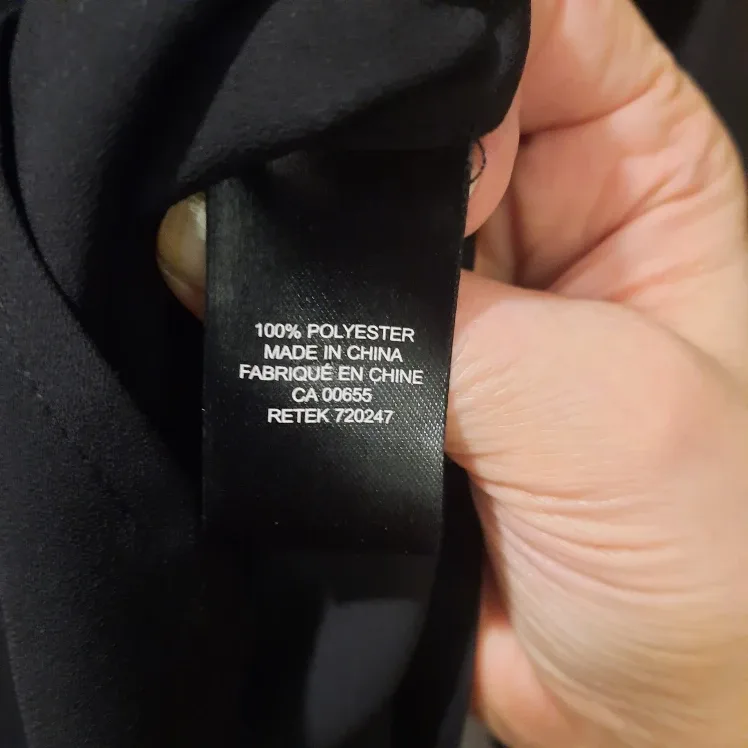 100% POLYESTER
MADE IN CHINA
FABRIQUÉ EN CHINE
CA 00655
RETEK 720247